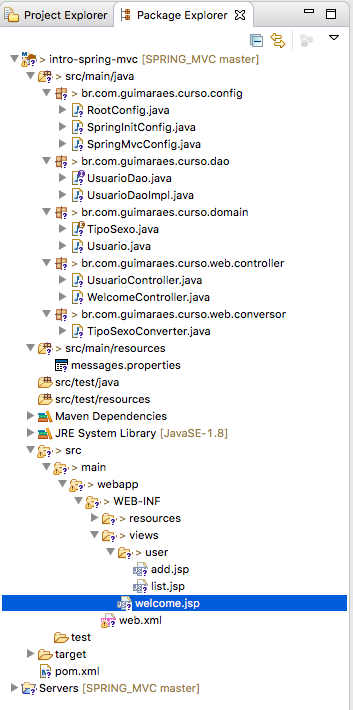 Project Explorer Package Explorer
> intro-spring-mvc [SPRING_MVC master]
> src/main/java
> br.com.guimaraes.curso.config
RootConfig.java
SpringInitConfig.java
SpringMvcConfig.java
> br.com.guimaraes.curso.dao
UsuarioDao.java
UsuarioDaoImpl.java
> br.com.guimaraes.curso.domain
TipoSexo.java
Usuario.java
> br.com.guimaraes.curso.web.controller
UsuarioController.java
WelcomeController.java
> br.com.guimaraes.curso.web.conversor
TipoSexoConverter.java
> src/main/resources
messages.properties
src/test/java
src/test/resources
Maven Dependencies
JRE System Library [JavaSE-1.8]
> src
> main
> webapp
> WEB-INF
> resources
> views
> user
add.jsp
list.jsp
welcome.jsp
web.xml
test
> target
pom.xml
> Servers [SPRING_MVC master]